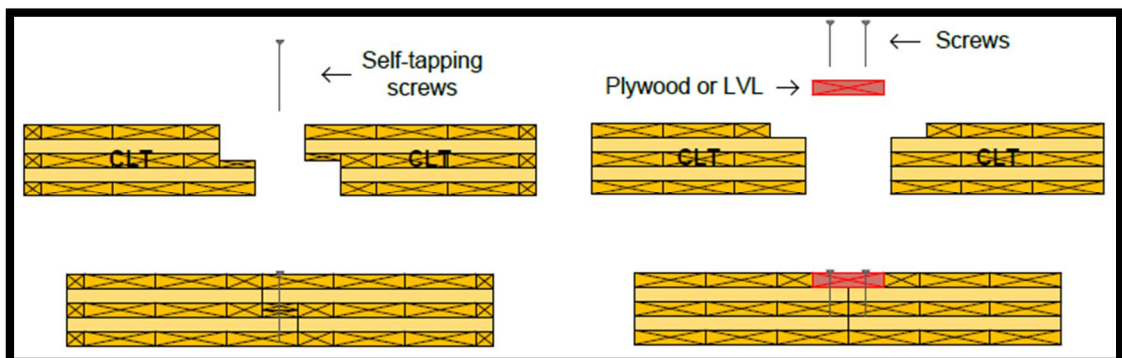 Self-tapping
screws
CLT
CLT
Screws
Plywood or LVL
CLT
CLT